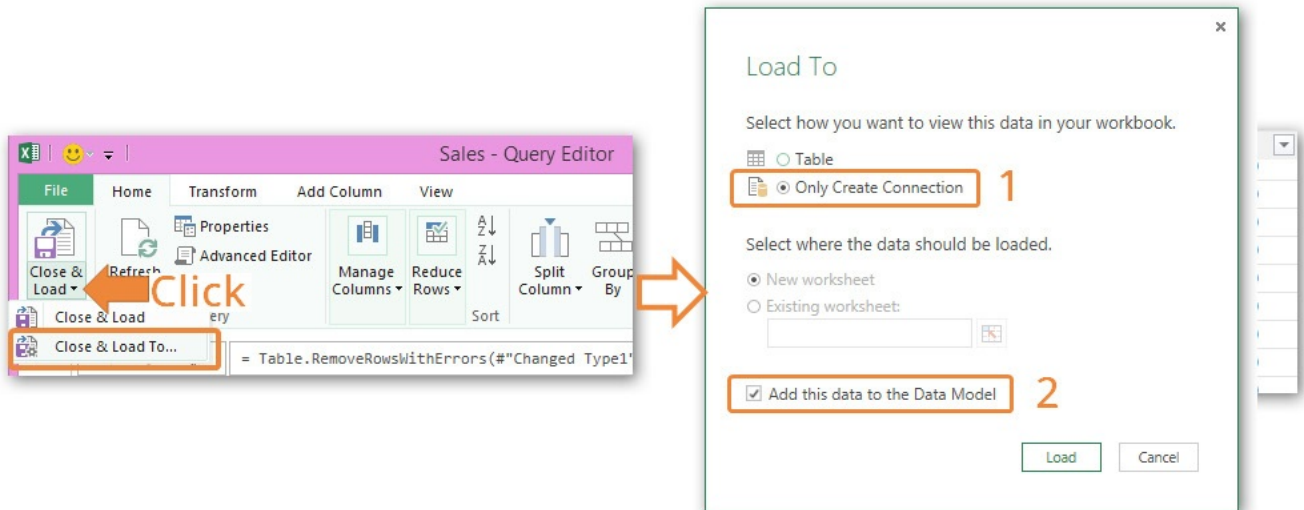 Sales - Query Editor
File Home Transform Add Column View
Properties
Advanced Editor
Close & Load
Refresh
Manage Columns
Reduce Rows
Split Column
Group By
Click
ery
Sort
Close & Load
Close & Load To...
= Table.RemoveRowsWithErrors(#"Changed Type1"
Load To
Select how you want to view this data in your workbook.
Table
Only Create Connection
1
Select where the data should be loaded.
New worksheet
Existing worksheet:
Add this data to the Data Model
2
Load Cancel